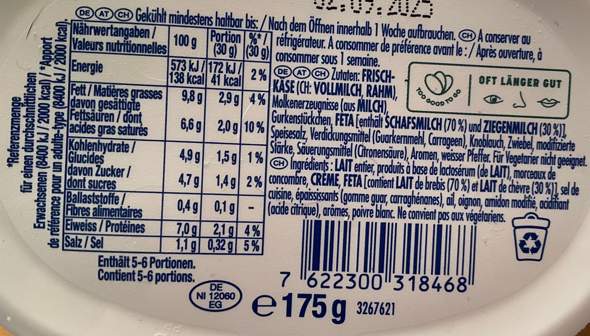 02.09.2025
DE AT CH Gekühlt mindestens haltbar bis: / Nach dem Öffnen innerhalb 1 Woche aufbrauchen. CH A conserver au
réfrigérateur. A consommer de préférence avant le : / Après ouverture, à
consommer sous 1 semaine.
*Referenzmenge
für einen durchschnittlichen
Erwachsenen (8400 kJ / 2000 kcal). / *Apport
de référence pour un adulte-type (8400 kJ / 2000 kcal).
Nährwertangaben / Valeurs nutritionnelles 100 g Portion (30 g) %*/ (30 g)
Energie 573 kJ / 138 kcal 172 kJ / 41 kcal 2 %
Fett / Matières grasses 9,8 g 2,9 g 4 %
davon gesättigte Fettsäuren / dont acides gras saturés 6,6 g 2,0 g 10 %
Kohlenhydrate / Glucides 4,9 g 1,5 g 1 %
davon Zucker / dont sucres 4,7 g 1,4 g 2 %
Ballaststoffe / Fibres alimentaires 0,4 g 0,1 g -
Eiweiss / Protéines 7,0 g 2,1 g 4 %
Salz / Sel 1,1 g 0,32 g 5 %
Enthält 5-6 Portionen.
Contient 5-6 portions.
DE AT CH Zutaten: FRISCH-
KÄSE (CH: VOLLMILCH, RAHM),
Molkenerzeugnisse (aus MILCH),
Gurkenstückchen, FETA [enthält SCHAFSMILCH (70 %) und ZIEGENMILCH (30 %)],
Speisesalz, Verdickungsmittel (Guarkernmehl, Carrageen), Knoblauch, Zwiebel, modifizierte
Stärke, Säuerungsmittel (Citronensäure), Aromen, weisser Pfeffer. Für Vegetarier nicht geeignet.
CH Ingrédients : LAIT entier, produits à base de lactosérum (de LAIT), morceaux de
concombre, CRÈME, FETA [contient LAIT de brebis (70 %) et LAIT de chèvre (30 %)], sel de
cuisine, épaississants (gomme guar, carraghénanes), ail, oignon, amidon modifié, acidifiant
(acide citrique), arômes, poivre blanc. Ne convient pas aux végétariens.
TOO GOOD TO GO
OFT LÄNGER GUT
DE
NI 12060
EG
e 175 g
3267621
7 622300 318468